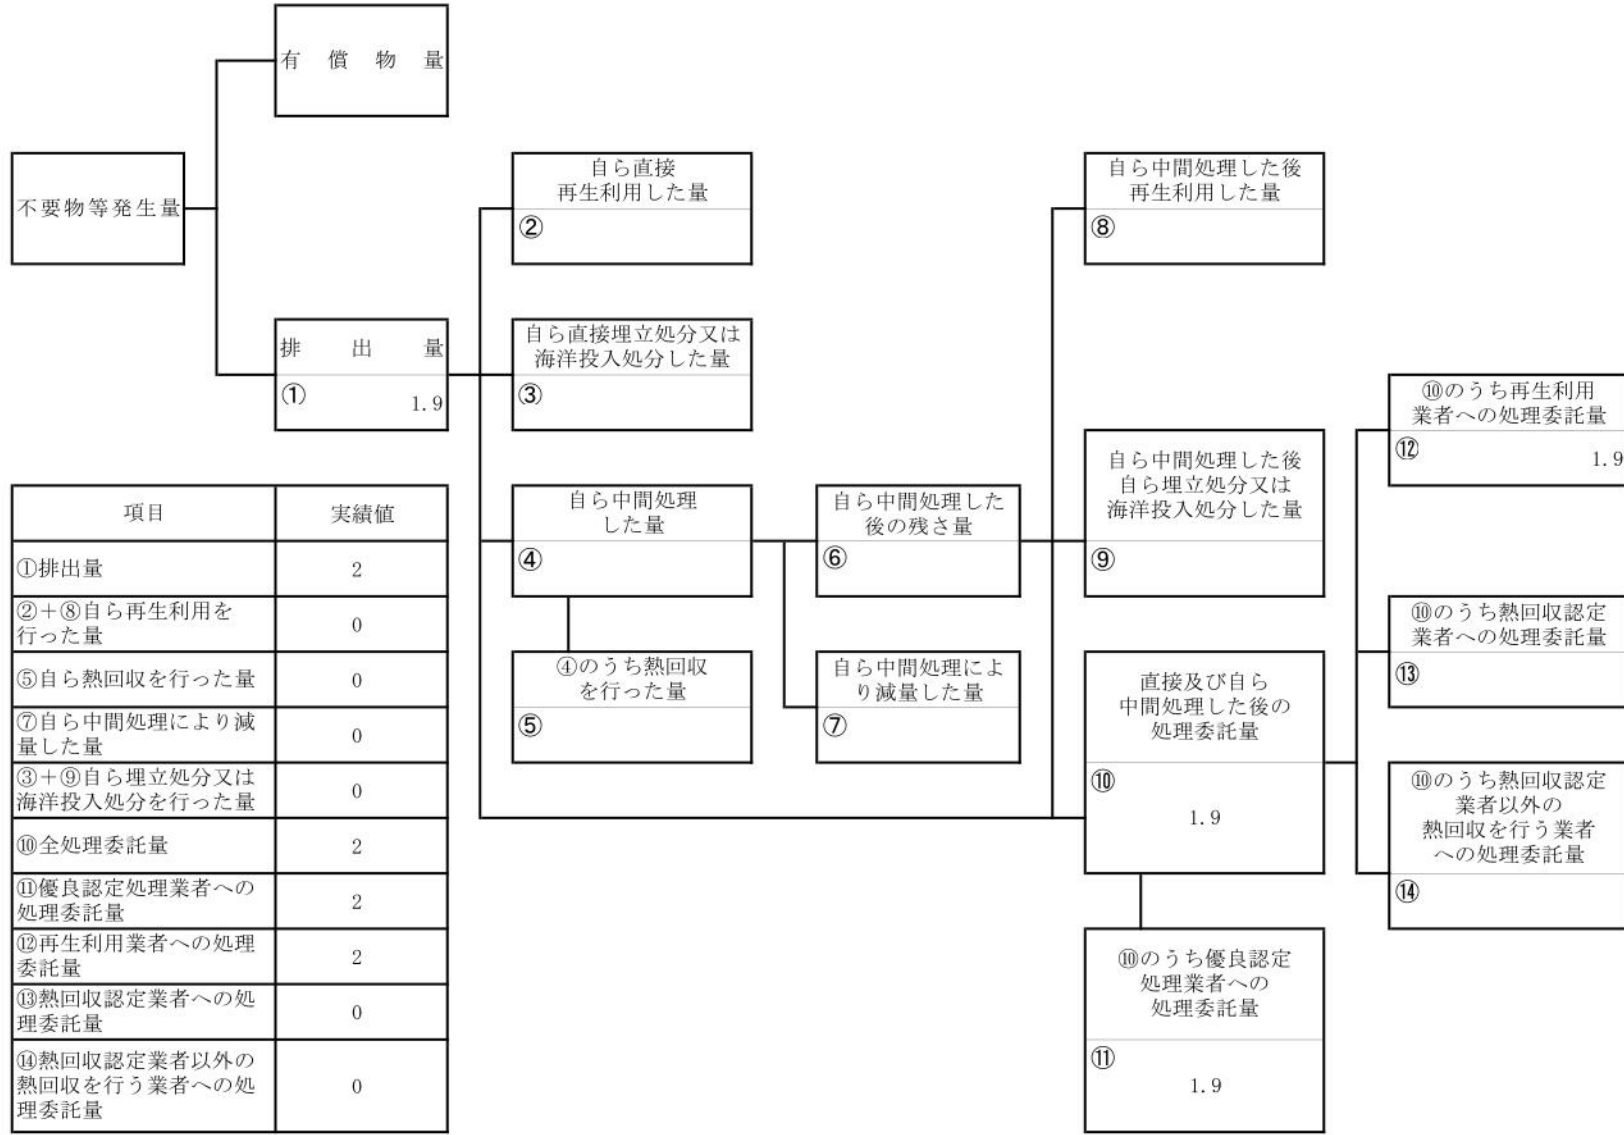 有償物量
不要物等発生量
排出量
①
1.9
自ら直接
再生利用した量
②
自ら直接埋立処分又は
海洋投入処分した量
③
自ら中間処理
した量
④
④のうち熱回収
を行った量
⑤
自ら中間処理した
後の残さ量
⑥
自ら中間処理によ
り減量した量
⑦
自ら中間処理した後
再生利用した量
⑧
自ら中間処理した後
自ら埋立処分又は
海洋投入処分した量
⑨
直接及び自ら
中間処理した後の
処理委託量
⑩
1.9
⑩のうち優良認定
処理業者への
処理委託量
⑪
1.9
⑩のうち再生利用
業者への処理委託量
⑫
1.9
⑩のうち熱回収認定
業者への処理委託量
⑬
⑩のうち熱回収認定
業者以外の
熱回収を行う業者
への処理委託量
⑭
項目 実績値
①排出量 2
②＋⑧自ら再生利用を
行った量 0
⑤自ら熱回収を行った量 0
⑦自ら中間処理により減
量した量 0
③＋⑨自ら埋立処分又は
海洋投入処分を行った量 0
⑩全処理委託量 2
⑪優良認定処理業者への
処理委託量 2
⑫再生利用業者への処理
委託量 2
⑬熱回収認定業者への処
理委託量 0
⑭熱回収認定業者以外の
熱回収を行う業者への処
理委託量 0